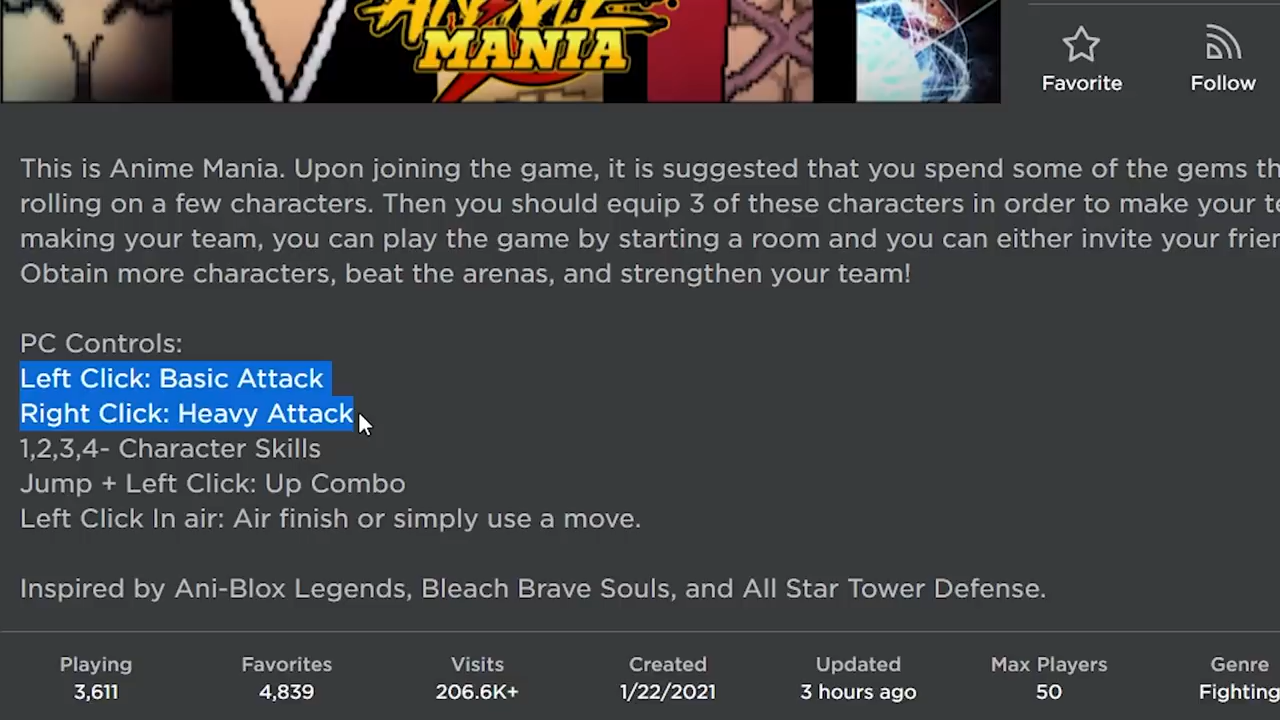 ANIME
MANIA
Favorite
Follow
This is Anime Mania. Upon joining the game, it is suggested that you spend some of the gems
rolling on a few characters. Then you should equip 3 of these characters in order to make your
making your team, you can play the game by starting a room and you can either invite your
Obtain more characters, beat the arenas, and strengthen your team!
PC Controls:
Left Click: Basic Attack
Right Click: Heavy Attack
1,2,3,4- Character Skills
Jump + Left Click: Up Combo
Left Click In air: Air finish or simply use a move.
Inspired by Ani-Blox Legends, Bleach Brave Souls, and All Star Tower Defense.
Playing Favorites Visits Created Updated Max Players Genre
3,611 4,839 206.6K+ 1/22/2021 3 hours ago 50 Fighting